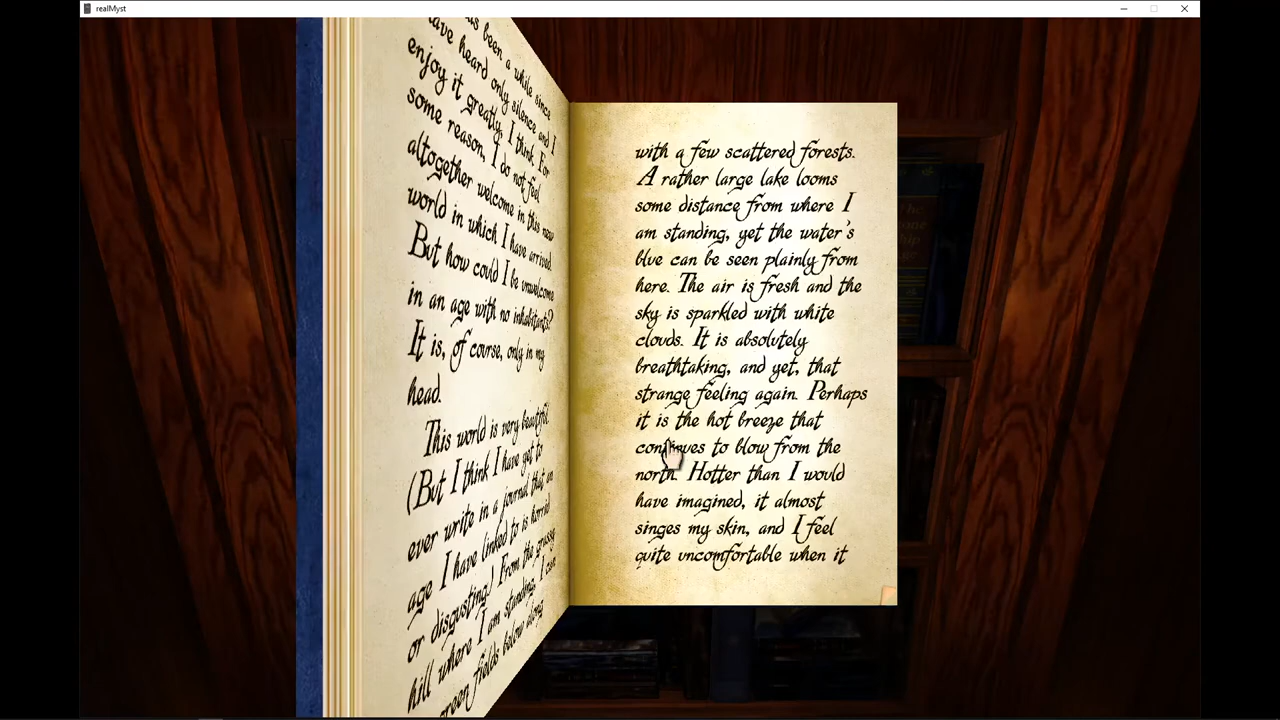 realMyst
as been a while since
ave heard only silence and I
enjoy it greatly, I think. For
some reason, I do not feel
altogether welcome in this new
world in which I have arrived.
But how could I be unwelcome
in an age with no inhabitants?
It is, of course, only in my
head.
This world is very beautiful.
(But I think I have yet to
ever write in a journal that an
age I have linked to is horrid
or disgusting.) From the grassy
hill where I am standing, I can
green fields below along
with a few scattered forests.
A rather large lake looms
some distance from where I
am standing, yet the water's
blue can be seen plainly from
here. The air is fresh and the
sky is sparkled with white
clouds. It is absolutely
breathtaking, and yet, that
strange feeling again. Perhaps
it is the hot breeze that
continues to blow from the
north. Hotter than I would
have imagined, it almost
singes my skin, and I feel
quite uncomfortable when it